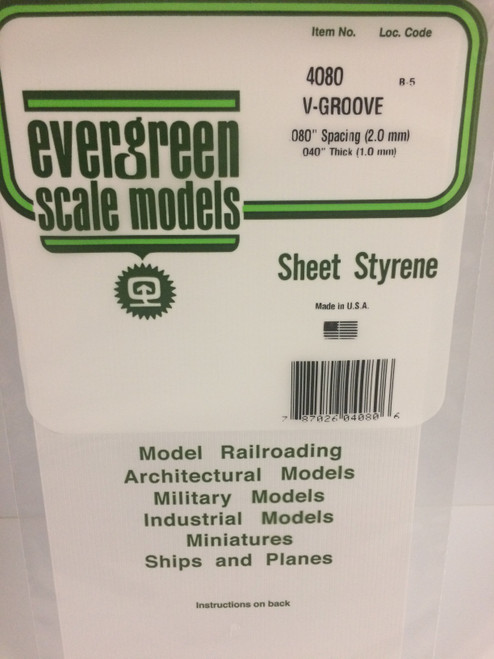 Item No. Loc. Code
4080 R-5
V-GROOVE
.080" Spacing (2.0 mm)
.040" Thick (1.0 mm)
evergreen
scale models
Sheet Styrene
Made in U.S.A.
7 87026 04080 6
Model Railroading
Architectural Models
Military Models
Industrial Models
Miniatures
Ships and Planes
Instructions on back